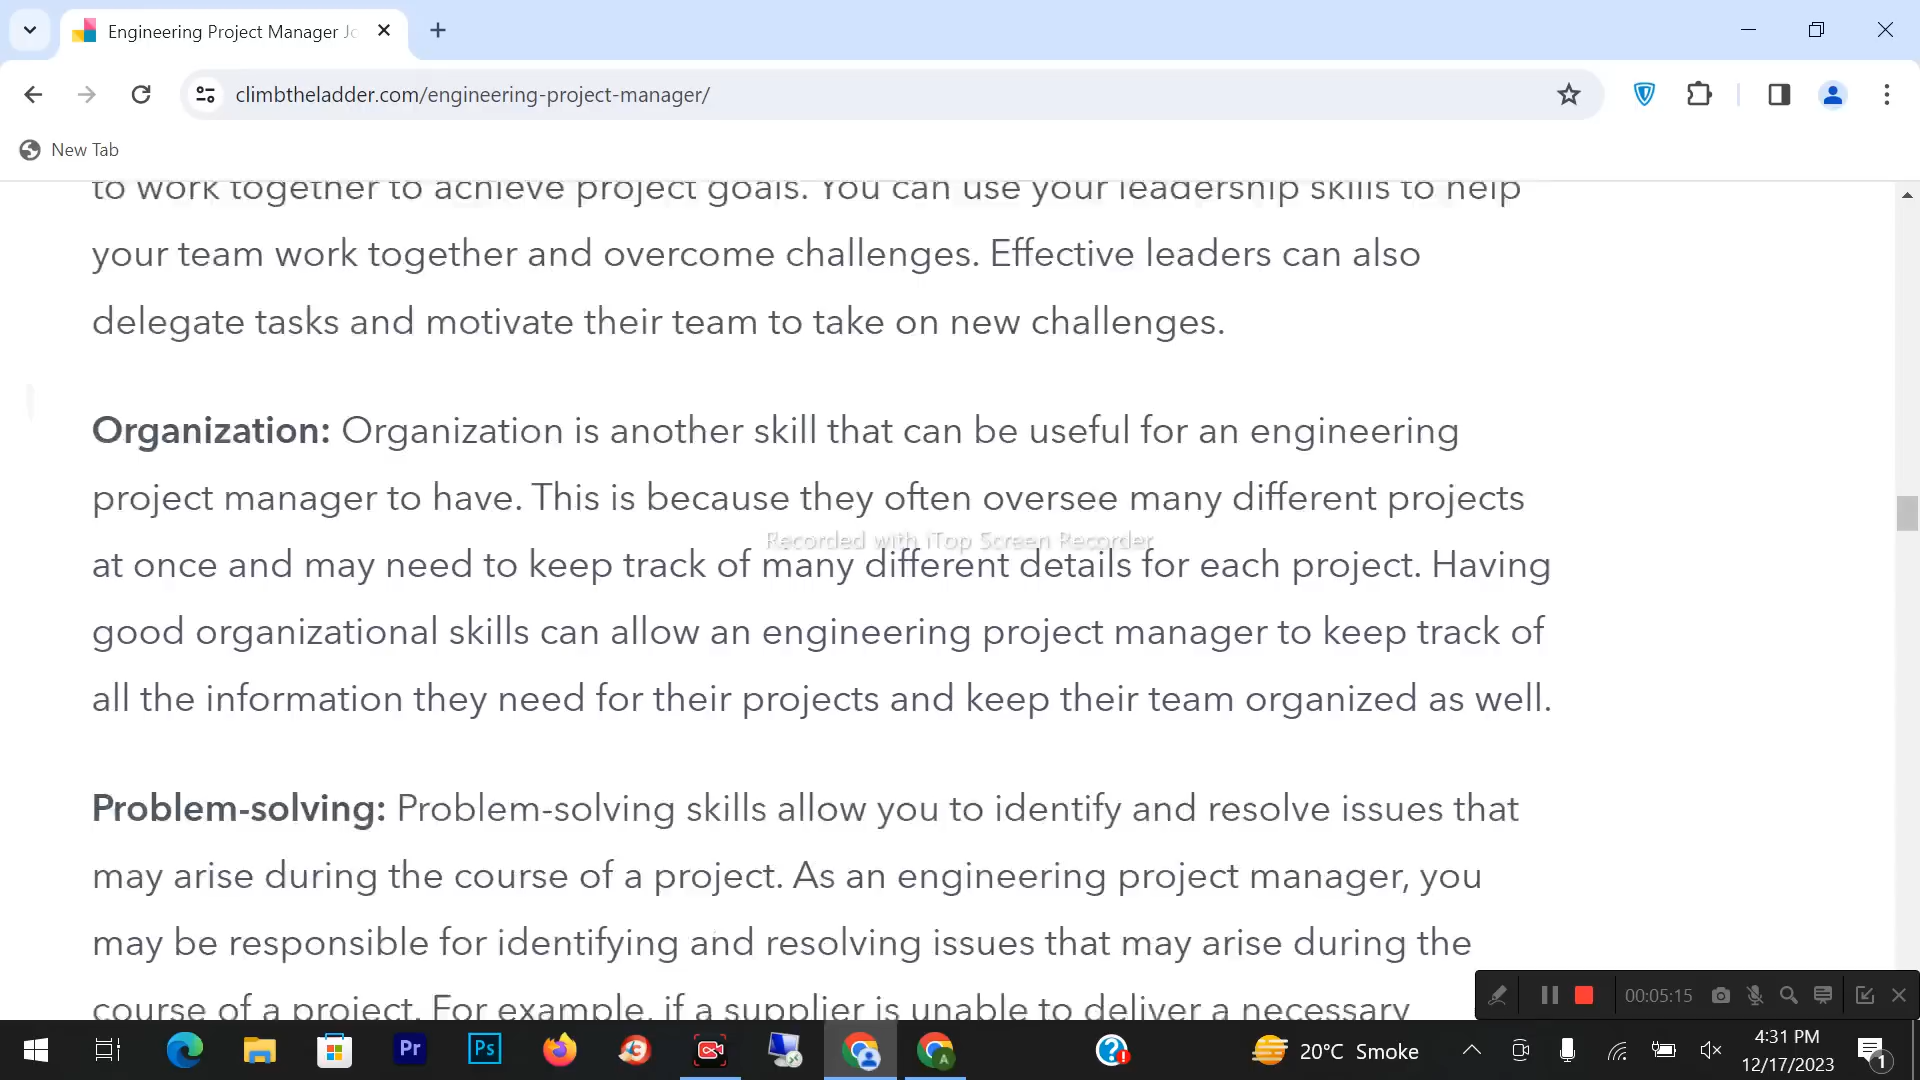 Engineering Project Manager Jo
climbtheladder.com/engineering-project-manager/
New Tab
to work together to achieve project goals. You can use your leadership skills to help
your team work together and overcome challenges. Effective leaders can also
delegate tasks and motivate their team to take on new challenges.
Organization: Organization is another skill that can be useful for an engineering
project manager to have. This is because they often oversee many different projects
Recorded with iTop Screen Recorder
at once and may need to keep track of many different details for each project. Having
good organizational skills can allow an engineering project manager to keep track of
all the information they need for their projects and keep their team organized as well.
Problem-solving: Problem-solving skills allow you to identify and resolve issues that
may arise during the course of a project. As an engineering project manager, you
may be responsible for identifying and resolving issues that may arise during the
course of a project. For example, if a supplier is unable to deliver a necessary
00:05:15
Pr
Ps
A
20°C Smoke
4:31 PM
12/17/2023
1